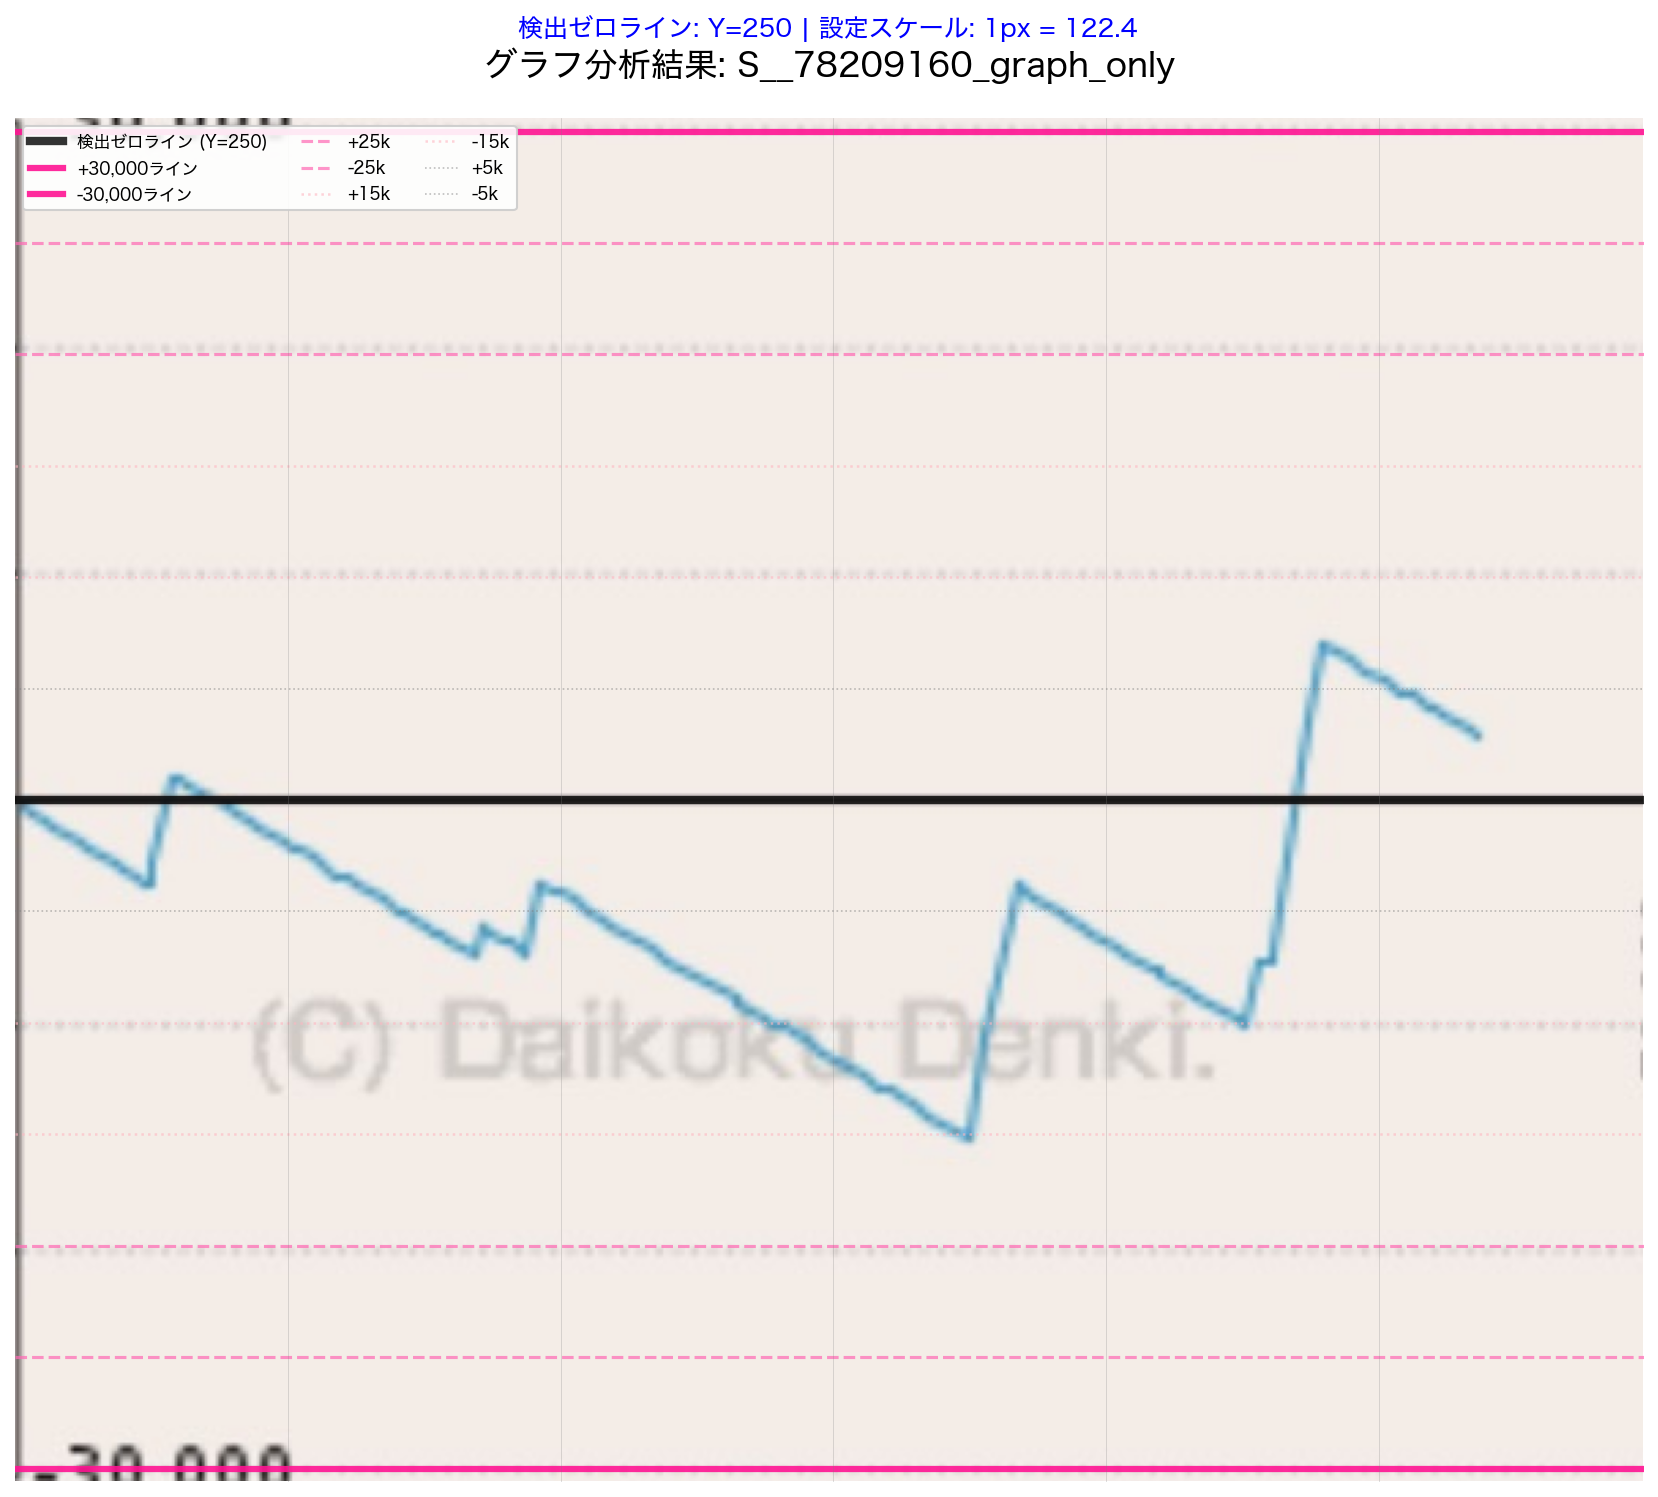 検出ゼロライン: Y=250 | 設定スケール: 1px = 122.4
グラフ分析結果: S__78209160_graph_only
検出ゼロライン (Y=250)
+30,000ライン
-30,000ライン
+25k
-25k
+15k
-15k
+5k
-5k
(C) Daikoku Denki.
-30,000